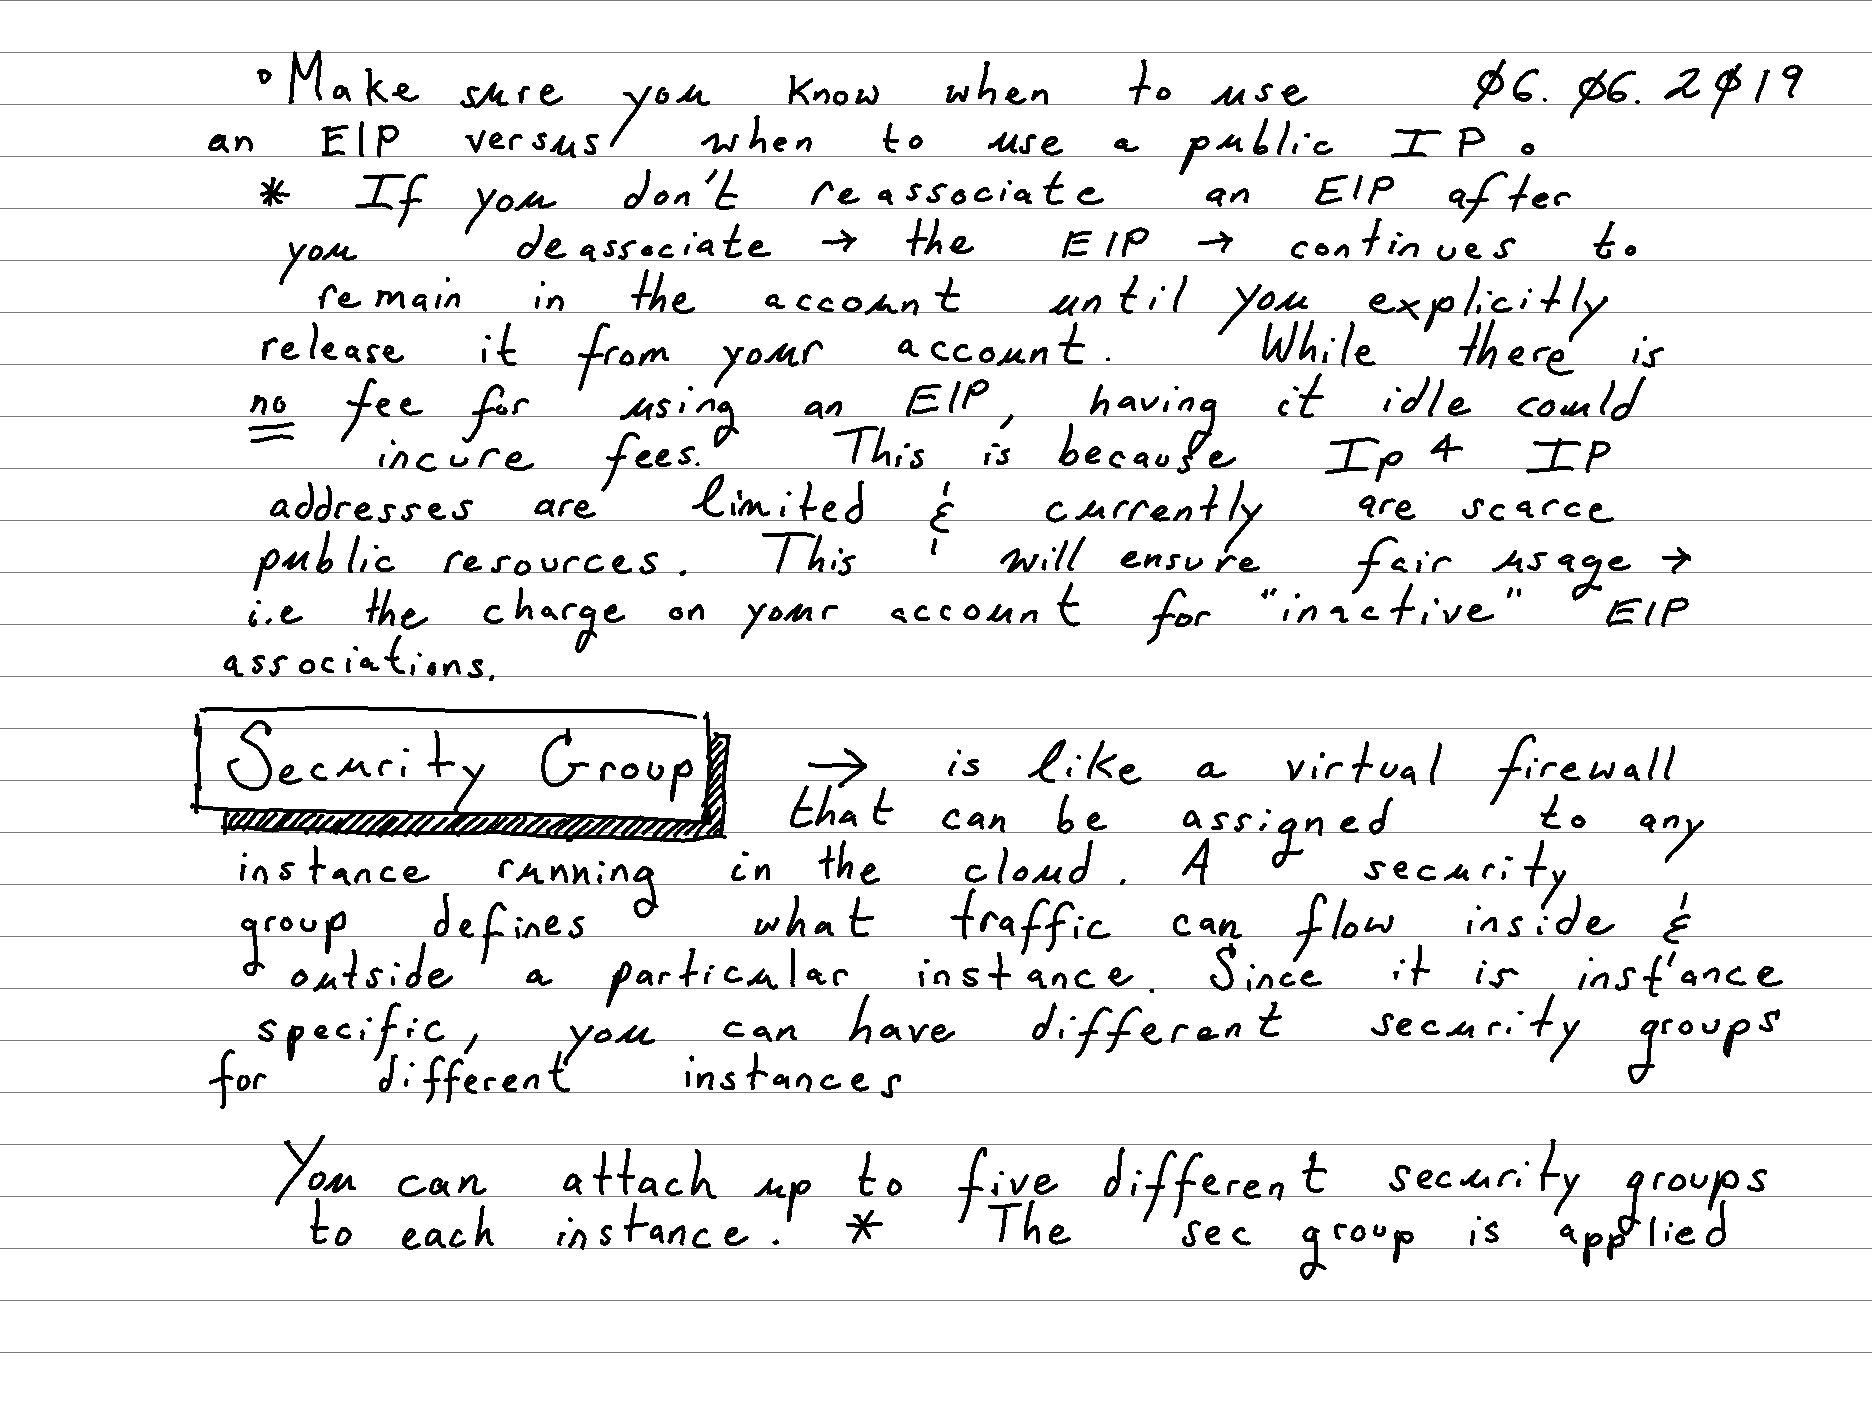 ° Make sure you know when to use 06.06.2019
an EIP versus when to use a public IP.
* If you don't reassociate an EIP after
you deassociate → the EIP → continues to
remain in the account until you explicitly
release it from your account. While there is
no fee for using an EIP, having it idle could
incure fees. This is because Ip4 IP
addresses are limited & currently are scarce
public resources. This will ensure fair usage →
i.e the charge on your account for "inactive" EIP
associations.
Security Group → is like a virtual firewall
that can be assigned to any
instance running in the cloud. A security
group defines what traffic can flow inside &
outside a particular instance. Since it is instance
specific, you can have different security groups
for different instances
You can attach up to five different security groups
to each instance. * The sec group is applied